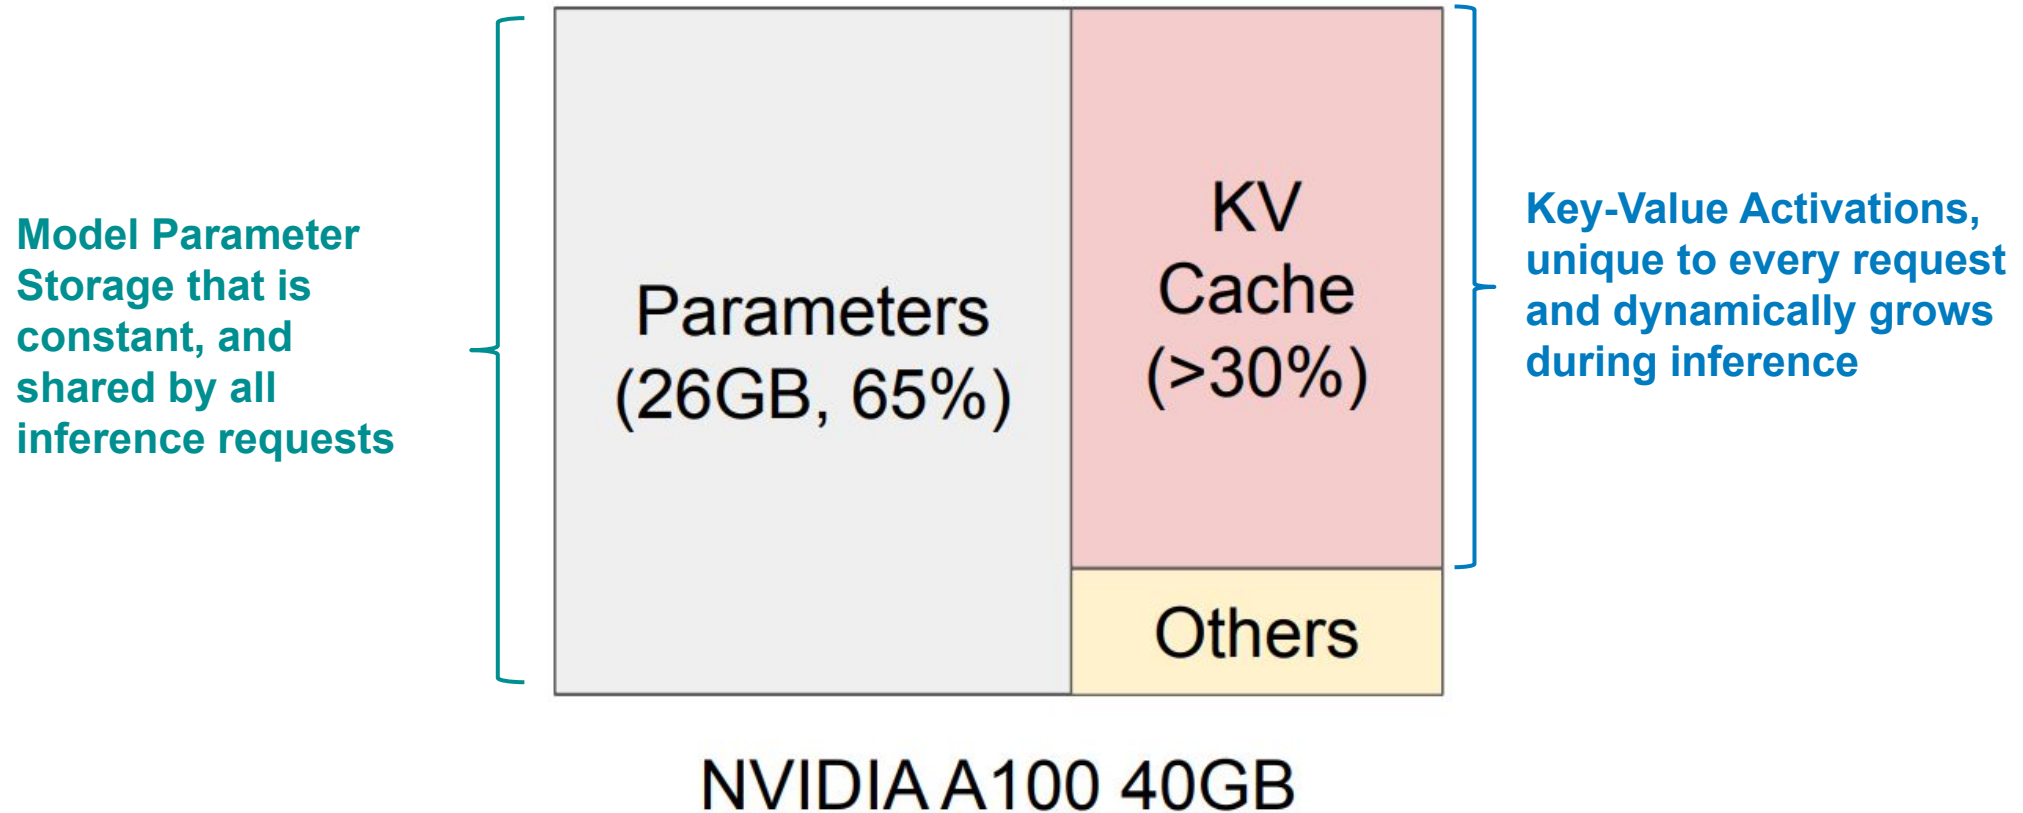 Model Parameter
Storage that is
constant, and
shared by all
inference requests
Parameters
(26GB, 65%)
KV
Cache
(>30%)
Others
Key-Value Activations,
unique to every request
and dynamically grows
during inference
NVIDIA A100 40GB